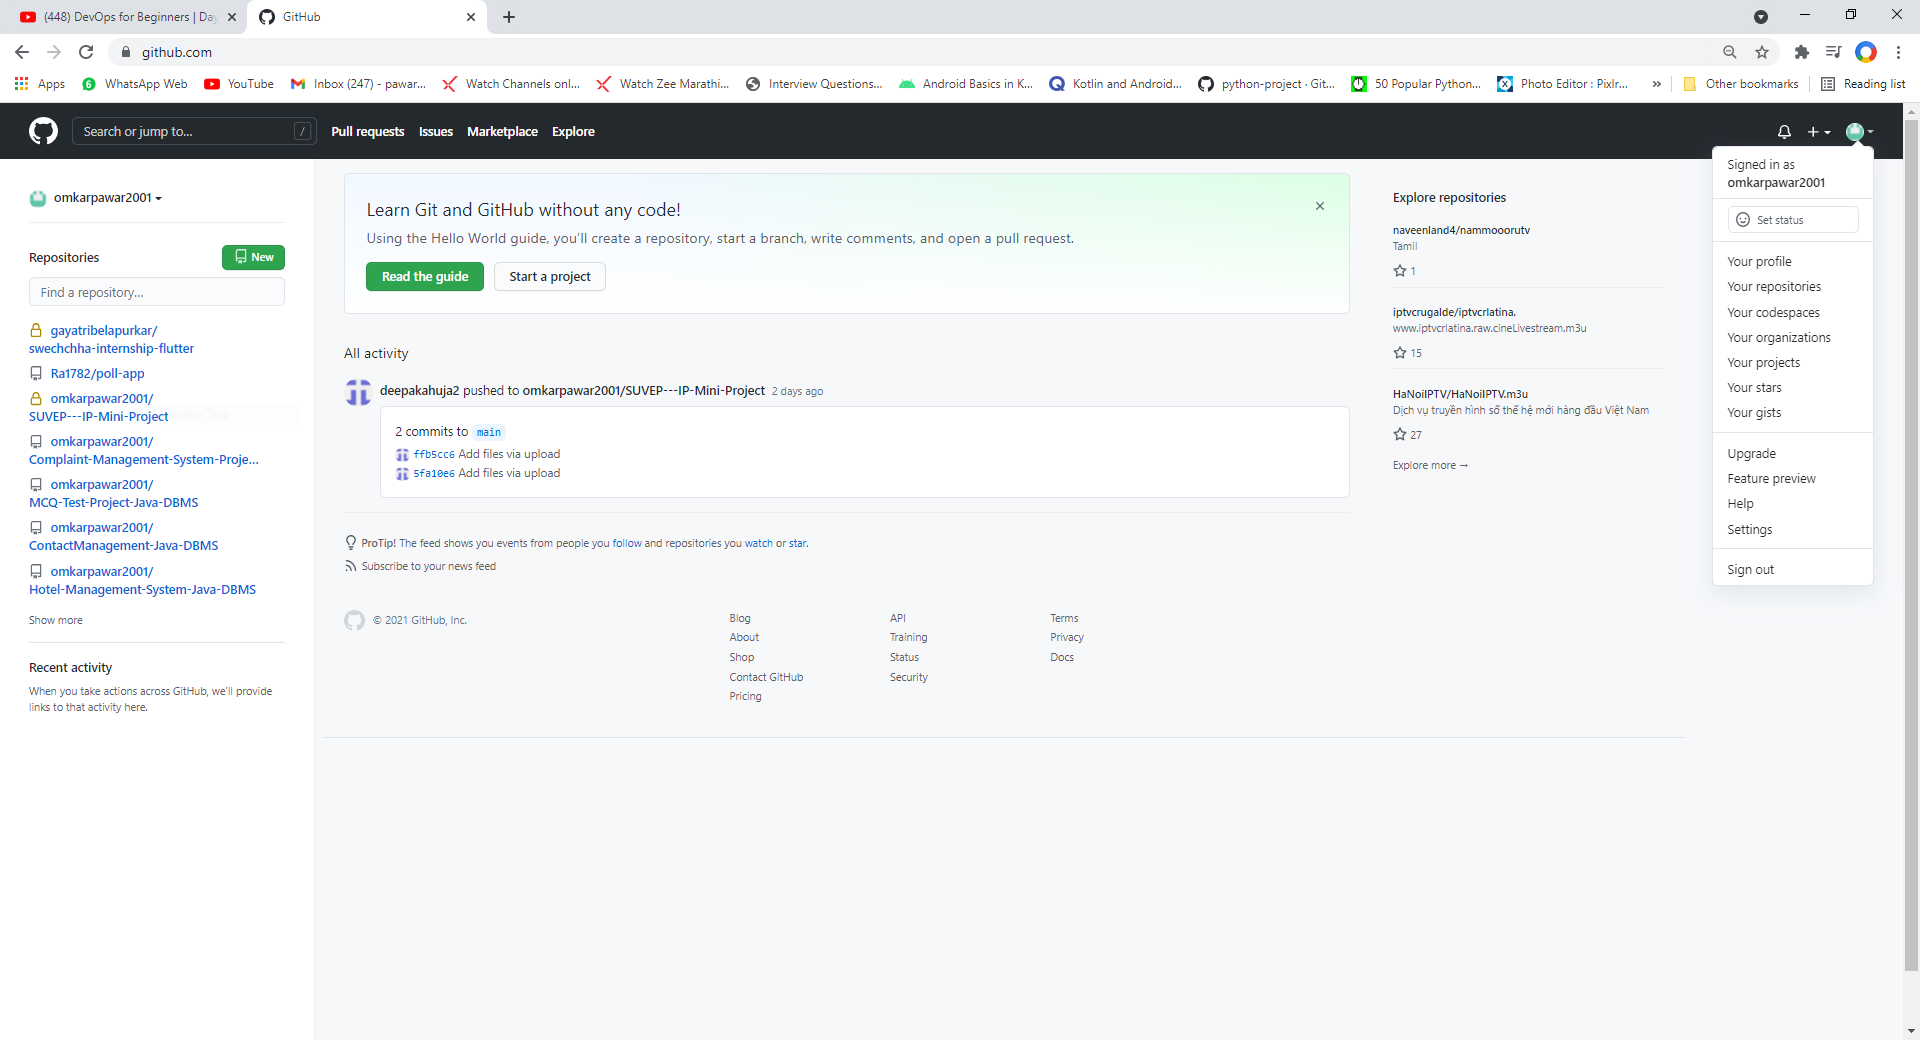 (448) DevOps for Beginners | Day
GitHub
github.com
Apps
WhatsApp Web
YouTube
Inbox (247) - pawar...
Watch Channels onl...
Watch Zee Marathi...
Interview Questions...
Android Basics in K...
Kotlin and Android...
python-project · Git...
50 Popular Python...
Photo Editor : Pixlr...
»
Other bookmarks
Reading list
Search or jump to...
/
Pull requests
Issues
Marketplace
Explore
omkarpawar2001
Repositories
New
Find a repository...
gayatribelapurkar/
swechchha-internship-flutter
Ra1782/poll-app
omkarpawar2001/
SUVEP---IP-Mini-Project
omkarpawar2001/
Complaint-Management-System-Proje...
omkarpawar2001/
MCQ-Test-Project-Java-DBMS
omkarpawar2001/
ContactManagement-Java-DBMS
omkarpawar2001/
Hotel-Management-System-Java-DBMS
Show more
Recent activity
When you take actions across GitHub, we'll provide
links to that activity here.
Learn Git and GitHub without any code!
Using the Hello World guide, you'll create a repository, start a branch, write comments, and open a pull request.
Read the guide
Start a project
All activity
deepakahuja2 pushed to omkarpawar2001/SUVEP---IP-Mini-Project 2 days ago
2 commits to main
ffb5cc6 Add files via upload
5fa10e6 Add files via upload
ProTip! The feed shows you events from people you follow and repositories you watch or star.
Subscribe to your news feed
© 2021 GitHub, Inc.
Blog
About
Shop
Contact GitHub
Pricing
API
Training
Status
Security
Terms
Privacy
Docs
Explore repositories
naveenland4/nammooorutv
Tamil
1
iptvcrugalde/iptvcrlatina.
www.iptvcrlatina.raw.cineLivestream.m3u
15
HaNoiIPTV/HaNoiIPTV.m3u
Dịch vụ truyền hình số thế hệ mới hàng đầu Việt Nam
27
Explore more →
Signed in as
omkarpawar2001
Set status
Your profile
Your repositories
Your codespaces
Your organizations
Your projects
Your stars
Your gists
Upgrade
Feature preview
Help
Settings
Sign out